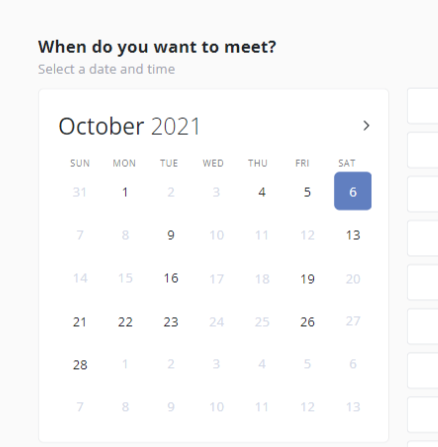 When do you want to meet?
Select a date and time
October 2021
SUN MON TUE WED THU FRI SAT
31 1 2 3 4 5 6
7 8 9 10 11 12 13
14 15 16 17 18 19 20
21 22 23 24 25 26 27
28 1 2 3 4 5 6
7 8 9 10 11 12 13